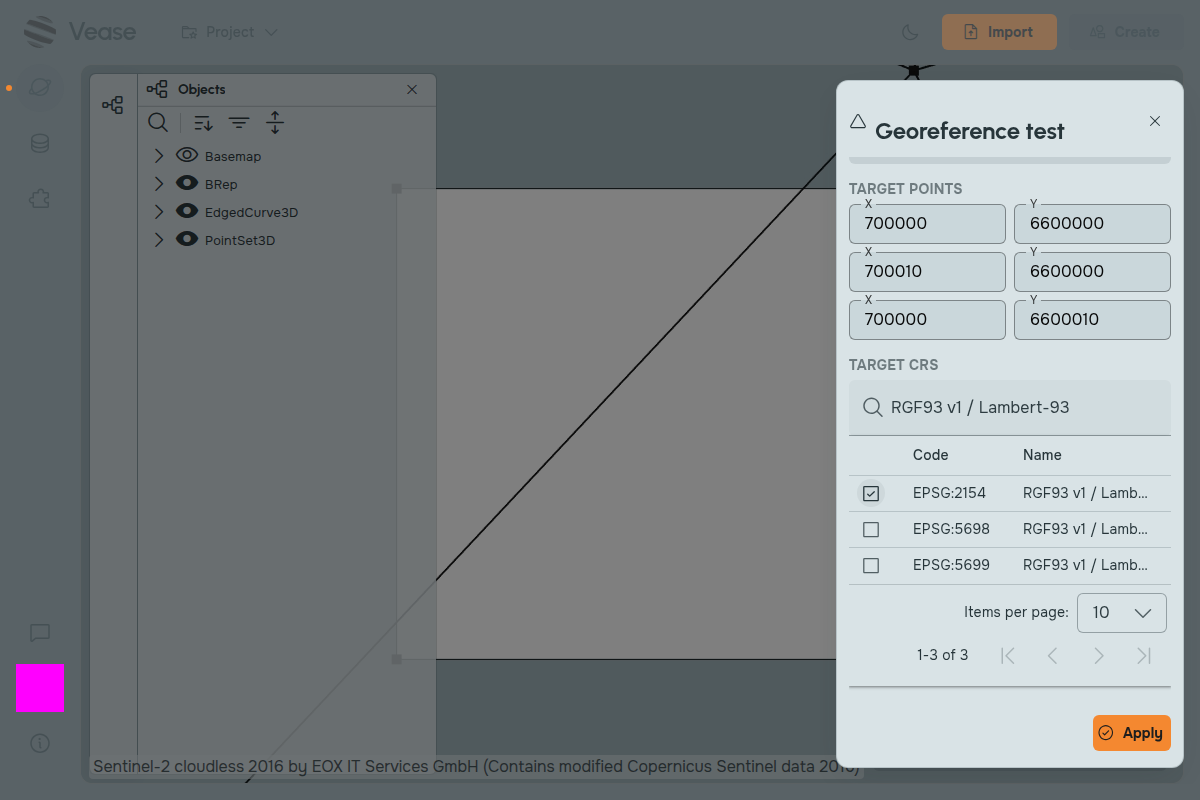 Vease
Project
Import
Create
Objects
Basemap
BRep
EdgedCurve3D
PointSet3D
Georeference test
TARGET POINTS
X
700000
Y
6600000
X
700010
Y
6600000
X
700000
Y
6600010
TARGET CRS
RGF93 v1 / Lambert-93
Code Name
EPSG:2154 RGF93 v1 / Lamb...
EPSG:5698 RGF93 v1 / Lamb...
EPSG:5699 RGF93 v1 / Lamb...
Items per page: 10
1-3 of 3
Apply
Sentinel-2 cloudless 2016 by EOX IT Services GmbH (Contains modified Copernicus Sentinel data 2016)